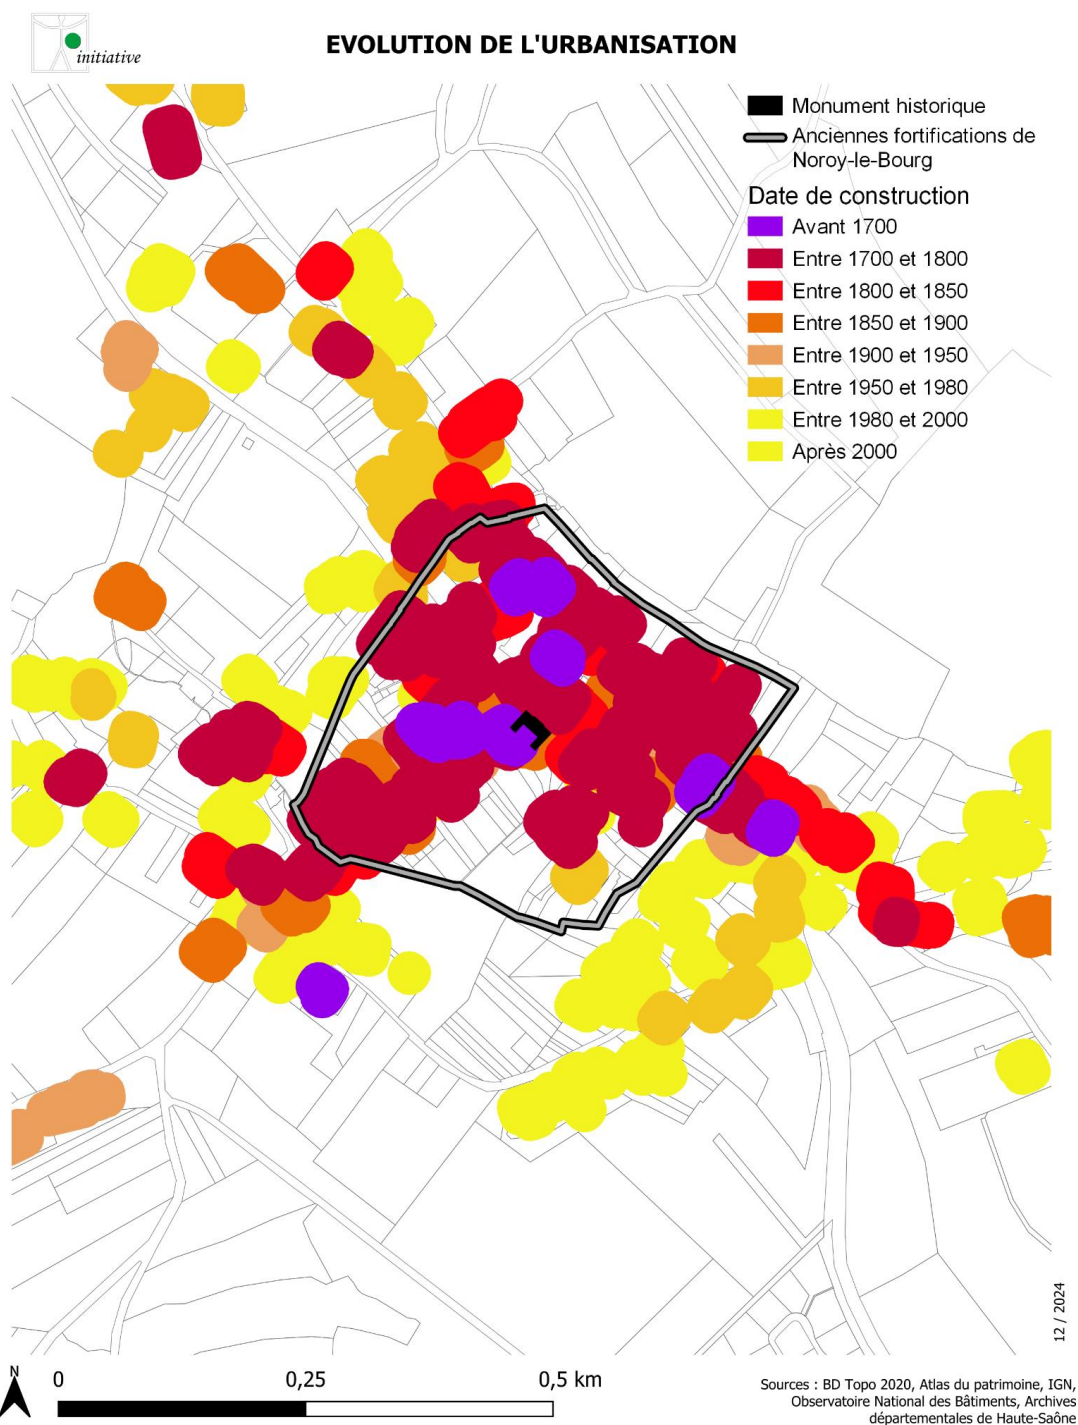 initiative
EVOLUTION DE L'URBANISATION
Monument historique
Anciennes fortifications de
Noroy-le-Bourg
Date de construction
Avant 1700
Entre 1700 et 1800
Entre 1800 et 1850
Entre 1850 et 1900
Entre 1900 et 1950
Entre 1950 et 1980
Entre 1980 et 2000
Après 2000
12 / 2024
N
0 0,25 0,5 km
Sources : BD Topo 2020, Atlas du patrimoine, IGN,
Observatoire National des Bâtiments, Archives
départementales de Haute-Saône